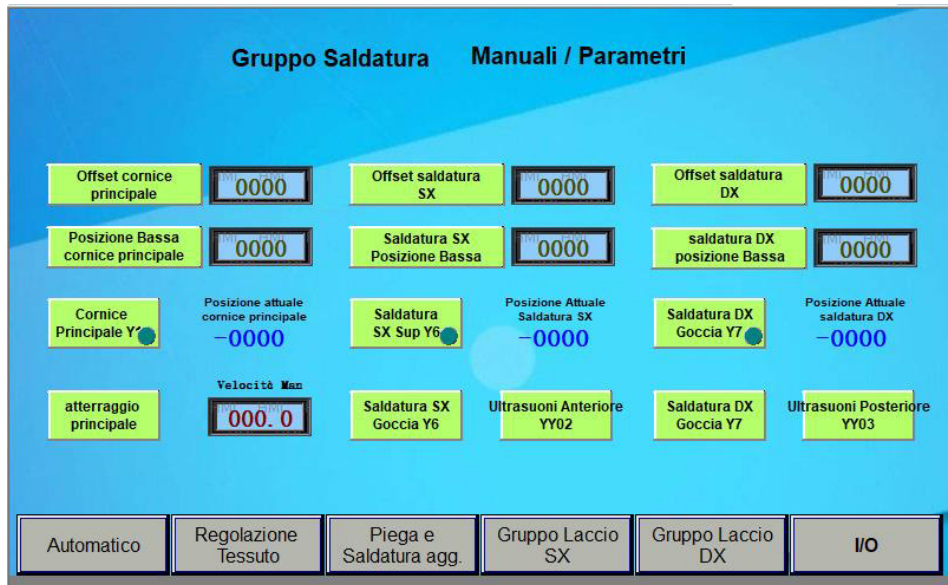 Gruppo Saldatura Manuali / Parametri
Offset cornice
principale
0000
Offset saldatura
SX
0000
Offset saldatura
DX
0000
Posizione Bassa
cornice principale
0000
Saldatura SX
Posizione Bassa
0000
saldatura DX
posizione Bassa
0000
Cornice
Principale
Posizione attuale
cornice principale
-0000
Saldatura
SX Sup Y6
Posizione Attuale
Saldatura SX
-0000
Saldatura DX
Goccia Y7
Posizione Attuale
saldatura DX
-0000
atterraggio
principale
Velocità Man
000.0
Saldatura SX
Goccia Y6
Ultrasuoni Anteriore
YY02
Saldatura DX
Goccia Y7
Ultrasuoni Posteriore
YY03
Automatico
Regolazione
Tessuto
Piega e
Saldatura agg.
Gruppo Laccio
SX
Gruppo Laccio
DX
I/O